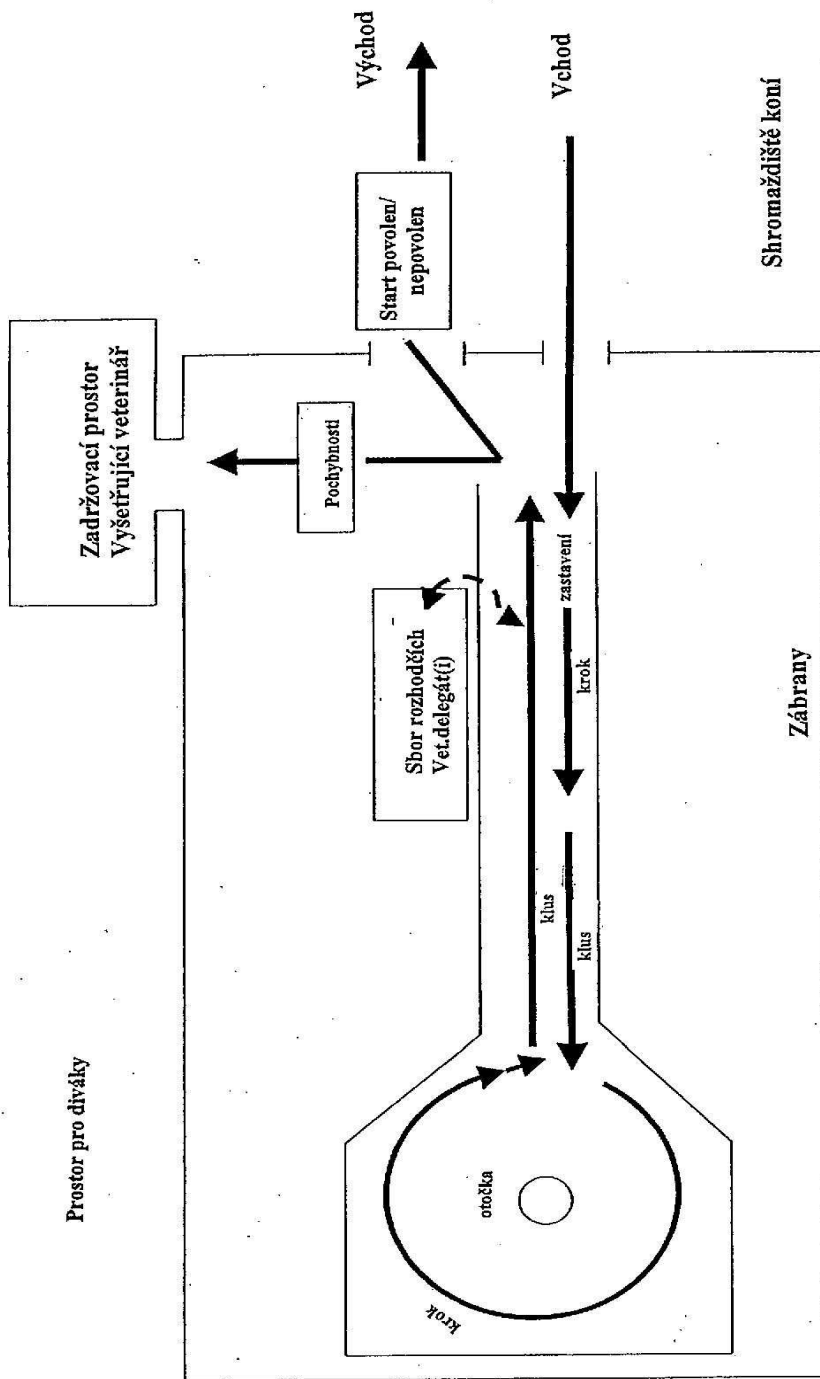 Východ
Vchod
Shromaždiště koní
Start povolen/
nepovolen
Zadržovací prostor
Vyšetřující veterinář
Pochybnosti
Sbor rozhodčích
Vet.delegát(i)
zastavení
krok
klus
klus
Zábrany
Prostor pro diváky
otočka
krok